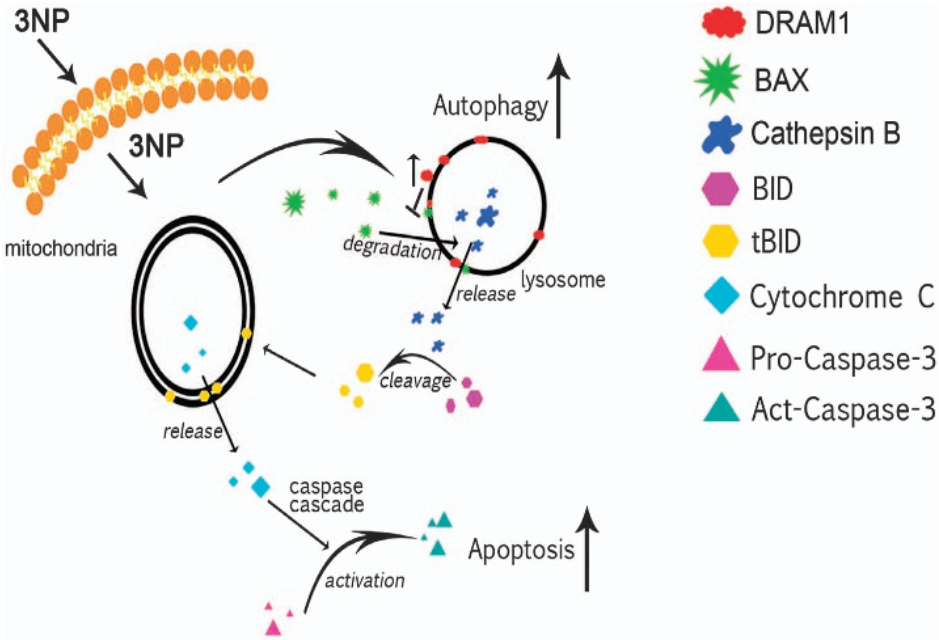 3NP
3NP
mitochondria
Autophagy
degradation
release
lysosome
cleavage
release
caspase
cascade
activation
Apoptosis
DRAM1
BAX
Cathepsin B
BID
tBID
Cytochrome C
Pro-Caspase-3
Act-Caspase-3